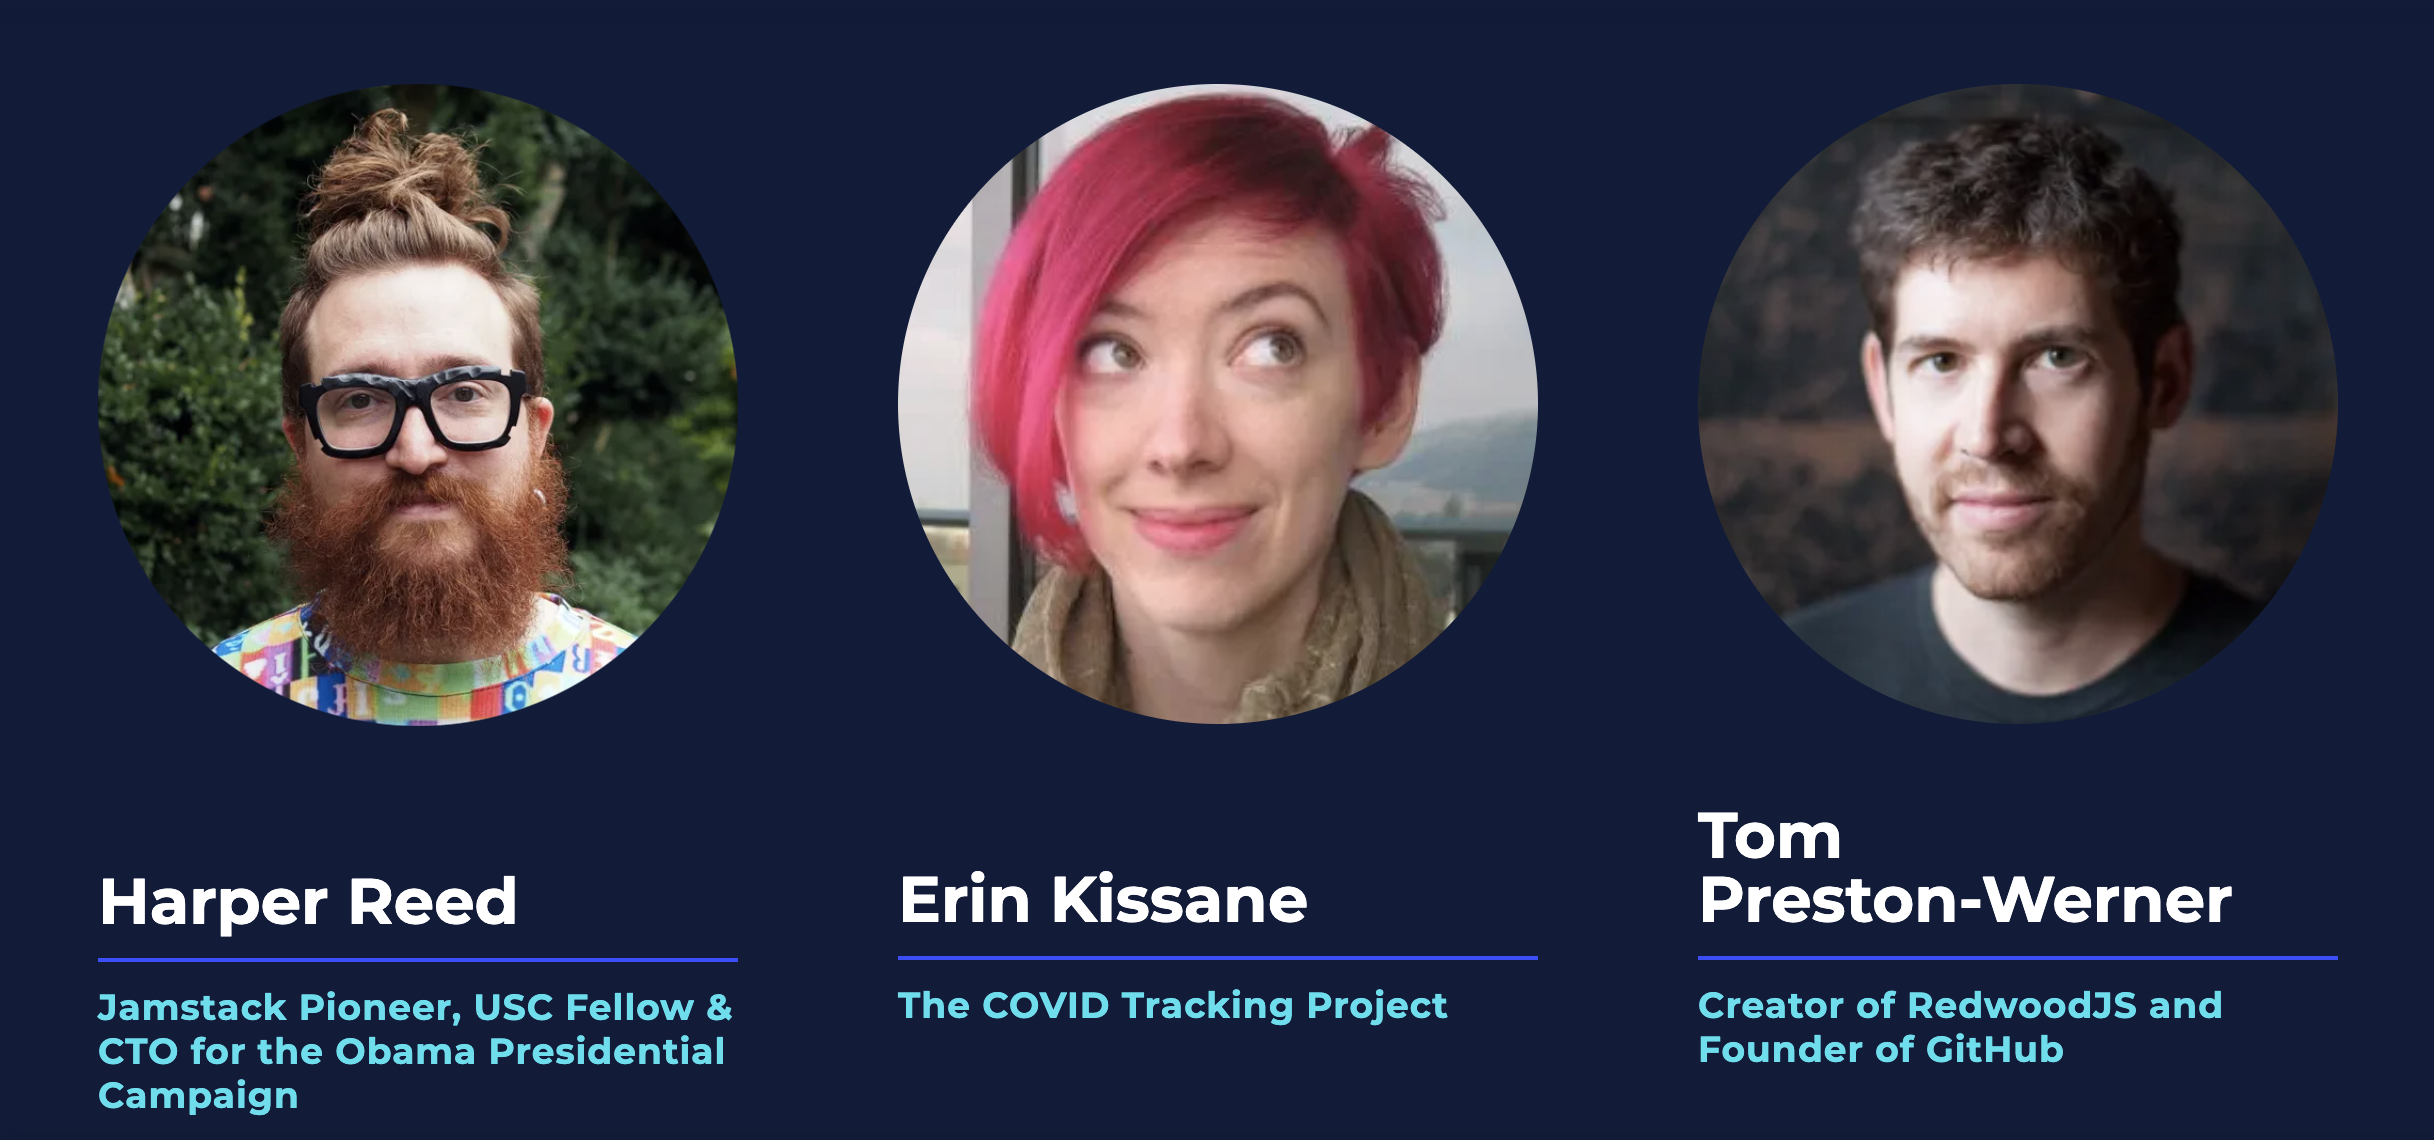 Harper Reed
Jamstack Pioneer, USC Fellow &
CTO for the Obama Presidential
Campaign
Erin Kissane
The COVID Tracking Project
Tom
Preston-Werner
Creator of RedwoodJS and
Founder of GitHub